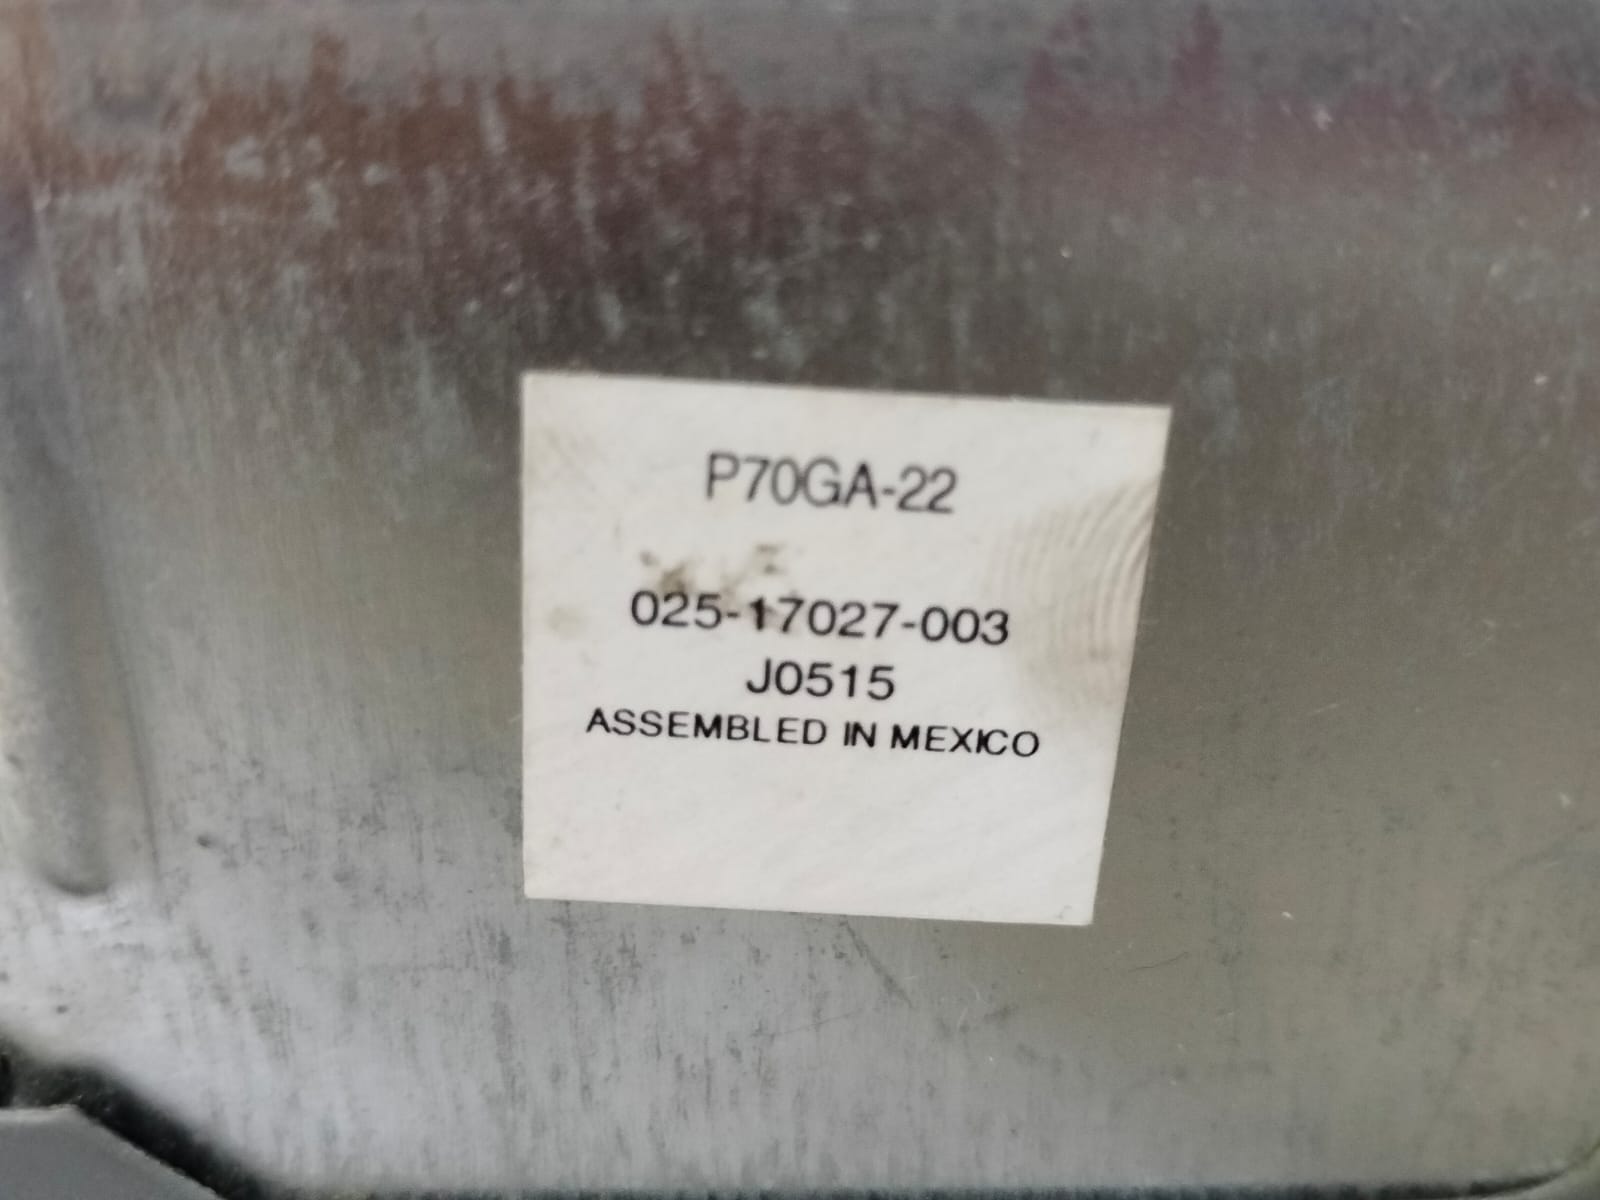 P70GA-22
025-17027-003
J0515
ASSEMBLED IN MEXICO